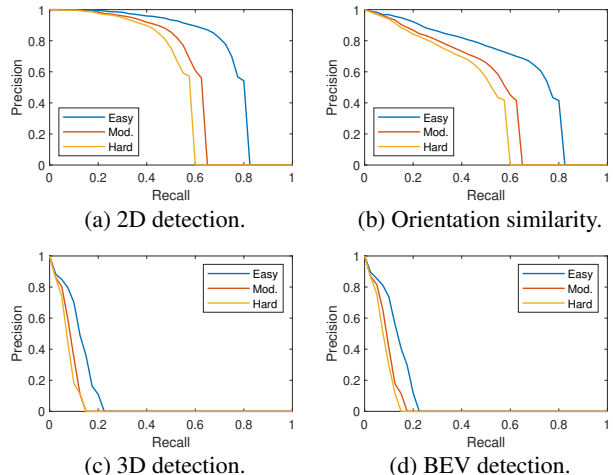 1
0.8
0.6
0.4
0.2
0
Precision
Easy
Mod.
Hard
0 0.2 0.4 0.6 0.8 1
Recall
(a) 2D detection.
1
0.8
0.6
0.4
0.2
0
Precision
Easy
Mod.
Hard
0 0.2 0.4 0.6 0.8 1
Recall
(b) Orientation similarity.
1
0.8
0.6
0.4
0.2
0
Precision
Easy
Mod.
Hard
0 0.2 0.4 0.6 0.8 1
Recall
(c) 3D detection.
1
0.8
0.6
0.4
0.2
0
Precision
Easy
Mod.
Hard
0 0.2 0.4 0.6 0.8 1
Recall
(d) BEV detection.